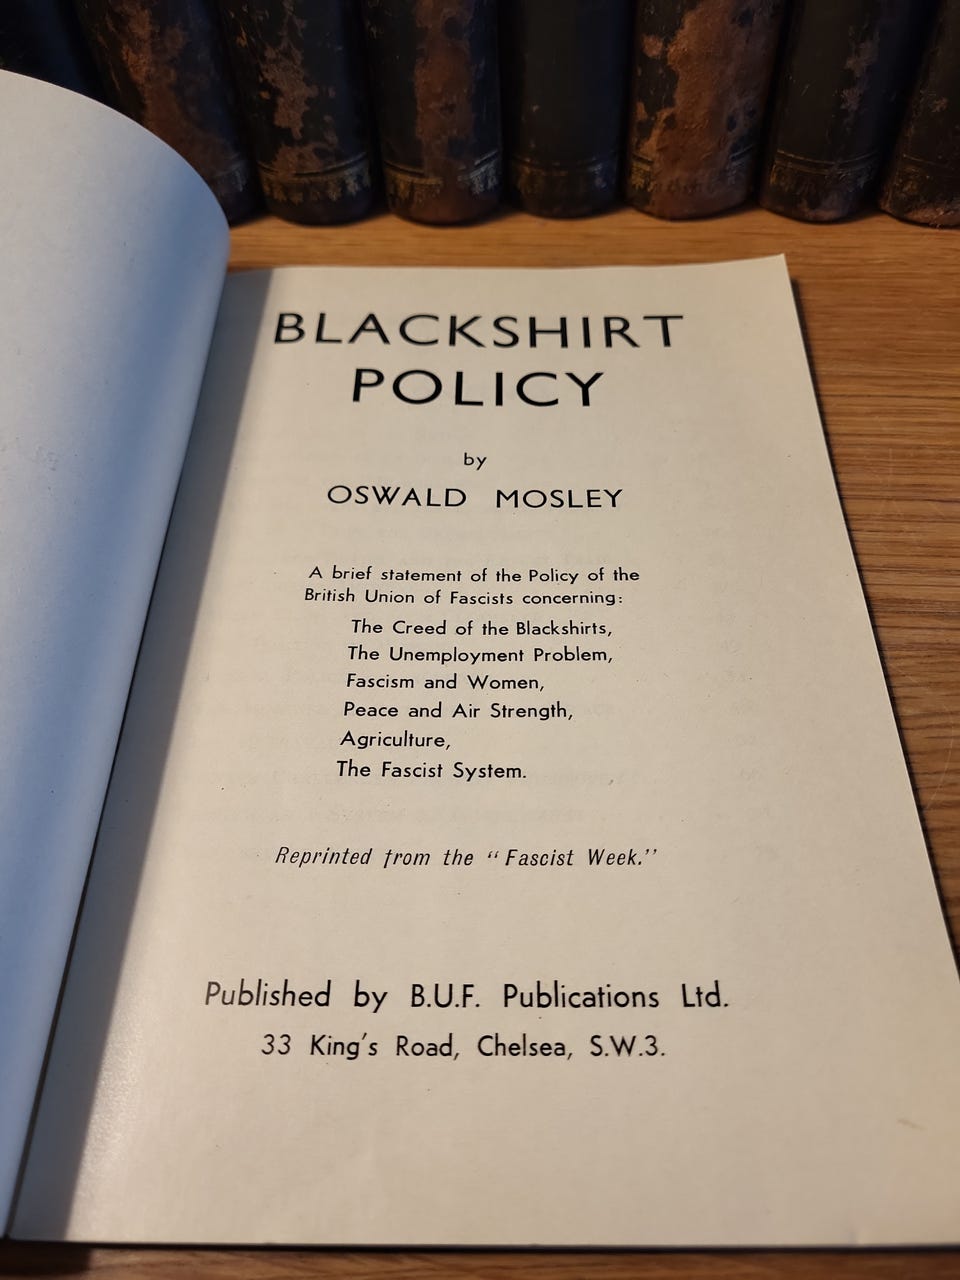 BLACKSHIRT
POLICY
by
OSWALD MOSLEY
A brief statement of the Policy of the
British Union of Fascists concerning:
The Creed of the Blackshirts,
The Unemployment Problem,
Fascism and Women,
Peace and Air Strength,
Agriculture,
The Fascist System.
Reprinted from the “Fascist Week.”
Published by B.U.F. Publications Ltd.
33 King's Road, Chelsea, S.W.3.